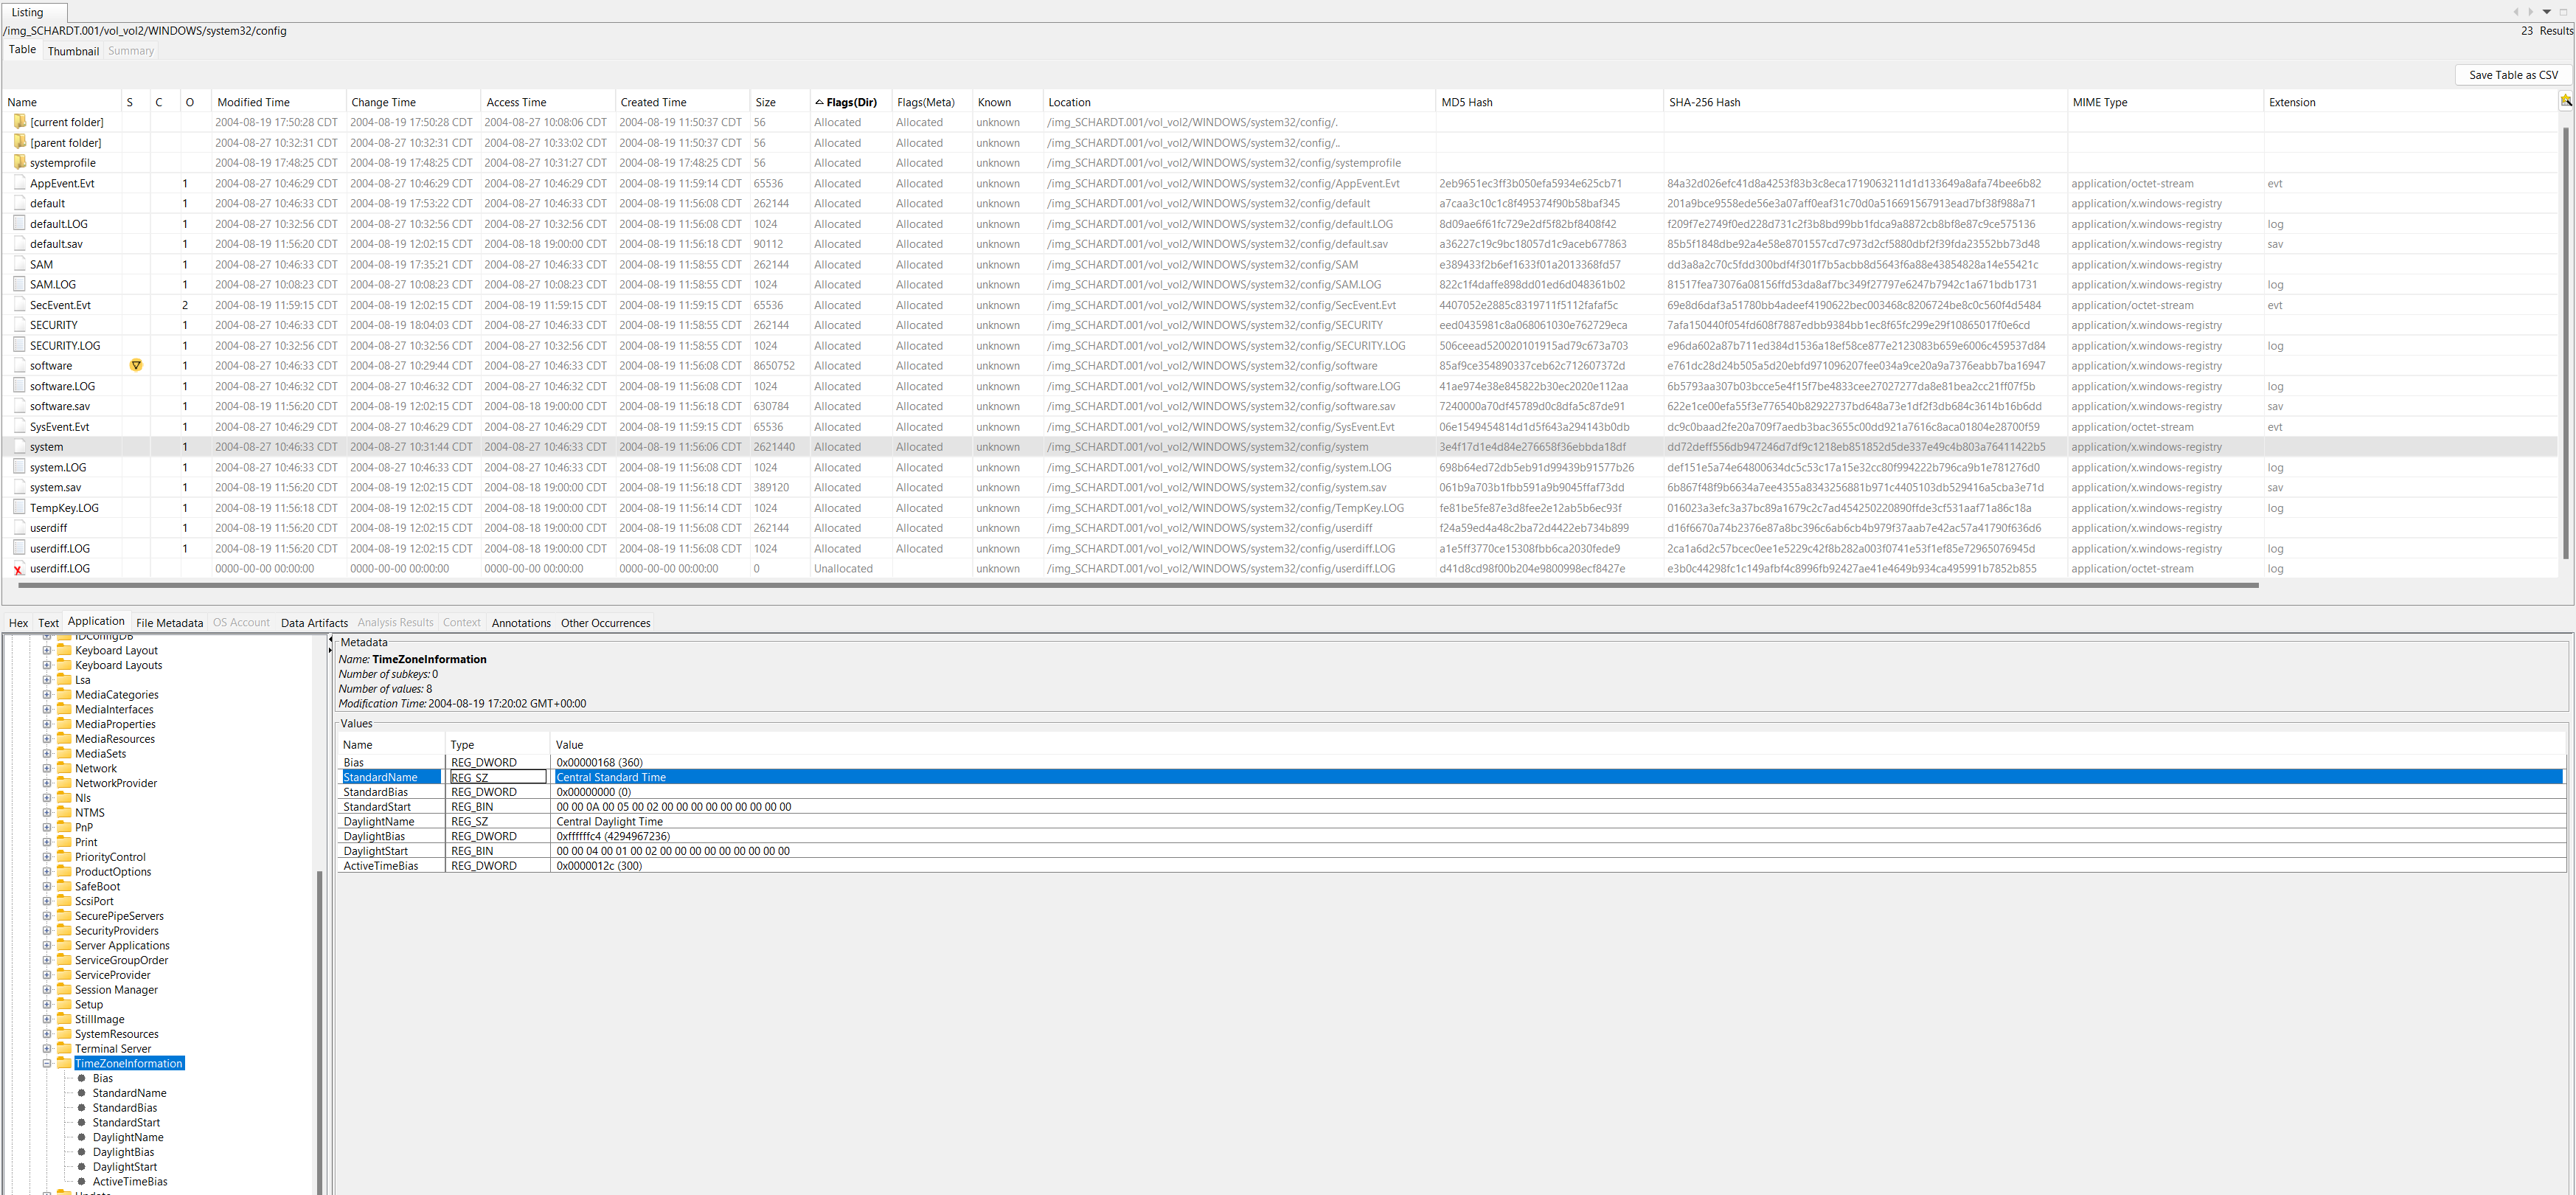 Listing
/img_SCHARDT.001/vol_vol2/WINDOWS/system32/config
23 Results
Table Thumbnail Summary
Save Table as CSV
Name S C O Modified Time Change Time Access Time Created Time Size Flags(Dir) Flags(Meta) Known Location MD5 Hash SHA-256 Hash MIME Type Extension
[current folder] 2004-08-19 17:50:28 CDT 2004-08-19 17:50:28 CDT 2004-08-27 10:08:06 CDT 2004-08-19 11:50:37 CDT 56 Allocated Allocated unknown /img_SCHARDT.001/vol_vol2/WINDOWS/system32/config/.
[parent folder] 2004-08-27 10:32:31 CDT 2004-08-27 10:32:31 CDT 2004-08-27 10:33:02 CDT 2004-08-19 11:50:37 CDT 56 Allocated Allocated unknown /img_SCHARDT.001/vol_vol2/WINDOWS/system32/config/..
systemprofile 2004-08-19 17:48:25 CDT 2004-08-19 17:48:25 CDT 2004-08-27 10:31:27 CDT 2004-08-19 17:48:25 CDT 56 Allocated Allocated unknown /img_SCHARDT.001/vol_vol2/WINDOWS/system32/config/systemprofile
AppEvent.Evt 1 2004-08-27 10:46:29 CDT 2004-08-27 10:46:29 CDT 2004-08-27 10:46:29 CDT 2004-08-19 11:59:14 CDT 65536 Allocated Allocated unknown /img_SCHARDT.001/vol_vol2/WINDOWS/system32/config/AppEvent.Evt 2eb9651ec3ff3b050efa5934e625cb71 84a32d026efc41d8a4253f83b3c8eca1719063211d1d133649a8afa74bee6b82 application/octet-stream evt
default 1 2004-08-27 10:46:33 CDT 2004-08-19 17:53:22 CDT 2004-08-27 10:46:33 CDT 2004-08-19 11:56:08 CDT 262144 Allocated Allocated unknown /img_SCHARDT.001/vol_vol2/WINDOWS/system32/config/default a7caa3c10c1c8f495374f90b58baf345 201a9bce9558ede56e3a07aff0eaf31c70d0a516691567913ead7bf38f988a71 application/x.windows-registry
default.LOG 1 2004-08-27 10:32:56 CDT 2004-08-27 10:32:56 CDT 2004-08-27 10:32:56 CDT 2004-08-19 11:56:08 CDT 1024 Allocated Allocated unknown /img_SCHARDT.001/vol_vol2/WINDOWS/system32/config/default.LOG 8d09ae6f61fc729e2df5f82bf8408f42 f209f7e2749f0ed228d731c2f3b8bd99bb1fdca9a8872cb8bf8e87c9ce575136 application/x.windows-registry log
default.sav 1 2004-08-19 11:56:20 CDT 2004-08-19 12:02:15 CDT 2004-08-18 19:00:00 CDT 2004-08-19 11:56:18 CDT 90112 Allocated Allocated unknown /img_SCHARDT.001/vol_vol2/WINDOWS/system32/config/default.sav a36227c19c9bc18057d1c9aceb677863 85b5f1848dbe92a4e58e8701557cd7c973d2cf5880dbf2f39fda23552bb73d48 application/x.windows-registry sav
SAM 1 2004-08-27 10:46:33 CDT 2004-08-19 17:35:21 CDT 2004-08-27 10:46:33 CDT 2004-08-19 11:58:55 CDT 262144 Allocated Allocated unknown /img_SCHARDT.001/vol_vol2/WINDOWS/system32/config/SAM e389433f2b6ef1633f01a2013368fd57 dd3a8a2c70c5fdd300bdf4f301f7b5acbb8d5643f6a88e43854828a14e55421c application/x.windows-registry
SAM.LOG 1 2004-08-27 10:08:23 CDT 2004-08-27 10:08:23 CDT 2004-08-27 10:08:23 CDT 2004-08-19 11:58:55 CDT 1024 Allocated Allocated unknown /img_SCHARDT.001/vol_vol2/WINDOWS/system32/config/SAM.LOG 822c1f4daffe898dd01ed6d048361b02 81517fea73076a08156ffd53da8af7bc349f27797e6247b7942c1a671bdb1731 application/x.windows-registry log
SecEvent.Evt 2 2004-08-19 11:59:15 CDT 2004-08-19 12:02:15 CDT 2004-08-19 11:59:15 CDT 2004-08-19 11:59:15 CDT 65536 Allocated Allocated unknown /img_SCHARDT.001/vol_vol2/WINDOWS/system32/config/SecEvent.Evt 4407052e2885c8319711f5112fafaf5c 69e8d6daf3a51780bb4adeef4190622bec003468c8206724be8c0c560f4d5484 application/octet-stream evt
SECURITY 1 2004-08-27 10:46:33 CDT 2004-08-19 18:04:03 CDT 2004-08-27 10:46:33 CDT 2004-08-19 11:58:55 CDT 262144 Allocated Allocated unknown /img_SCHARDT.001/vol_vol2/WINDOWS/system32/config/SECURITY eed0435981c8a068061030e762729eca 7afa150440f054fd608f7887edbb9384bb1ec8f65fc299e29f10865017f0e6cd application/x.windows-registry
SECURITY.LOG 1 2004-08-27 10:32:56 CDT 2004-08-27 10:32:56 CDT 2004-08-27 10:32:56 CDT 2004-08-19 11:58:55 CDT 1024 Allocated Allocated unknown /img_SCHARDT.001/vol_vol2/WINDOWS/system32/config/SECURITY.LOG 506ceead520020101915ad79c673a703 e96da602a87b711ed384d1536a18ef58ce877e2123083b659e6006c459537d84 application/x.windows-registry log
software 1 2004-08-27 10:46:33 CDT 2004-08-27 10:29:44 CDT 2004-08-27 10:46:33 CDT 2004-08-19 11:56:08 CDT 8650752 Allocated Allocated unknown /img_SCHARDT.001/vol_vol2/WINDOWS/system32/config/software 85af9ce354890337ceb62c712607372d e761dc28d24b505a5d20ebfd971096207fee034a9ce20a9a7376eabb7ba16947 application/x.windows-registry
software.LOG 1 2004-08-27 10:46:32 CDT 2004-08-27 10:46:32 CDT 2004-08-27 10:46:32 CDT 2004-08-19 11:56:08 CDT 1024 Allocated Allocated unknown /img_SCHARDT.001/vol_vol2/WINDOWS/system32/config/software.LOG 41ae974e38e845822b30ec2020e112aa 6b5793aa307b03bcce5e4f15f7be4833cee27027277da8e81bea2cc21ff07f5b application/x.windows-registry log
software.sav 1 2004-08-19 11:56:20 CDT 2004-08-19 12:02:15 CDT 2004-08-18 19:00:00 CDT 2004-08-19 11:56:18 CDT 630784 Allocated Allocated unknown /img_SCHARDT.001/vol_vol2/WINDOWS/system32/config/software.sav 7240000a70df45789d0c8dfa5c87de91 622e1ce00efa55f3e776540b82922737bd648a73e1df2f3db684c3614b16b6dd application/x.windows-registry sav
SysEvent.Evt 1 2004-08-27 10:46:29 CDT 2004-08-27 10:46:29 CDT 2004-08-27 10:46:29 CDT 2004-08-19 11:59:15 CDT 65536 Allocated Allocated unknown /img_SCHARDT.001/vol_vol2/WINDOWS/system32/config/SysEvent.Evt 06e1549454814d1d5f643a294143b0db dc9c0baad2fe20a709f7aedb3bac3655c00dd921a7616c8aca01804e28700f59 application/octet-stream evt
system 1 2004-08-27 10:46:33 CDT 2004-08-27 10:31:44 CDT 2004-08-27 10:46:33 CDT 2004-08-19 11:56:06 CDT 2621440 Allocated Allocated unknown /img_SCHARDT.001/vol_vol2/WINDOWS/system32/config/system 3e4f17d1e4d84e276658f36ebbda18df dd72deff556db947246d7df9c1218eb851852d5de337e49c4b803a76411422b5 application/x.windows-registry
system.LOG 1 2004-08-27 10:46:33 CDT 2004-08-27 10:46:33 CDT 2004-08-27 10:46:33 CDT 2004-08-19 11:56:08 CDT 1024 Allocated Allocated unknown /img_SCHARDT.001/vol_vol2/WINDOWS/system32/config/system.LOG 698b64ed72db5eb91d99439b91577b26 def151e5a74e64800634dc5c53c17a15e32cc80f994222b796ca9b1e781276d0 application/x.windows-registry log
system.sav 1 2004-08-19 11:56:20 CDT 2004-08-19 12:02:15 CDT 2004-08-18 19:00:00 CDT 2004-08-19 11:56:18 CDT 389120 Allocated Allocated unknown /img_SCHARDT.001/vol_vol2/WINDOWS/system32/config/system.sav 061b9a703b1fbb591a9b9045ffaf73dd 6b867f48f9b6634a7ee4355a8343256881b971c4405103db529416a5cba3e71d application/x.windows-registry sav
TempKey.LOG 1 2004-08-19 11:56:18 CDT 2004-08-19 12:02:15 CDT 2004-08-18 19:00:00 CDT 2004-08-19 11:56:14 CDT 1024 Allocated Allocated unknown /img_SCHARDT.001/vol_vol2/WINDOWS/system32/config/TempKey.LOG fe81be5fe87e3d8fee2e12ab5b6ec93f 016023a3efc3a37bc89a1679c2c7ad454250220890ffde3cf531aaf71a86c18a application/x.windows-registry log
userdiff 1 2004-08-19 11:56:20 CDT 2004-08-19 12:02:15 CDT 2004-08-18 19:00:00 CDT 2004-08-19 11:56:08 CDT 262144 Allocated Allocated unknown /img_SCHARDT.001/vol_vol2/WINDOWS/system32/config/userdiff f24a59ed4a48c2ba72d4422eb734b899 d16f6670a74b2376e87a8bc396c6ab6cb4b979f37aab7e42ac57a41790f636d6 application/x.windows-registry
userdiff.LOG 1 2004-08-19 11:56:20 CDT 2004-08-19 12:02:15 CDT 2004-08-18 19:00:00 CDT 2004-08-19 11:56:08 CDT 1024 Allocated Allocated unknown /img_SCHARDT.001/vol_vol2/WINDOWS/system32/config/userdiff.LOG a1e5ff3770ce15308fbb6ca2030fede9 2ca1a6d2c57bcec0ee1e5229c42f8b282a003f0741e53f1ef85e72965076945d application/x.windows-registry log
userdiff.LOG 0000-00-00 00:00:00 0000-00-00 00:00:00 0000-00-00 00:00:00 0000-00-00 00:00:00 0 Unallocated unknown /img_SCHARDT.001/vol_vol2/WINDOWS/system32/config/userdiff.LOG d41d8cd98f00b204e9800998ecf8427e e3b0c44298fc1c149afbf4c8996fb92427ae41e4649b934ca495991b7852b855 application/octet-stream log
Hex Text Application File Metadata OS Account Data Artifacts Analysis Results Context Annotations Other Occurrences
IDConfigDB
Keyboard Layout
Keyboard Layouts
Lsa
MediaCategories
MediaInterfaces
MediaProperties
MediaResources
MediaSets
Network
NetworkProvider
Nls
NTMS
PnP
Print
PriorityControl
ProductOptions
SafeBoot
ScsiPort
SecurePipeServers
SecurityProviders
Server Applications
ServiceGroupOrder
ServiceProvider
Session Manager
Setup
StillImage
SystemResources
Terminal Server
TimeZoneInformation
Bias
StandardName
StandardBias
StandardStart
DaylightName
DaylightBias
DaylightStart
ActiveTimeBias
Metadata
Name: TimeZoneInformation
Number of subkeys: 0
Number of values: 8
Modification Time: 2004-08-19 17:20:02 GMT+00:00
Values
Name Type Value
Bias REG_DWORD 0x00000168 (360)
StandardName REG_SZ Central Standard Time
StandardBias REG_DWORD 0x00000000 (0)
StandardStart REG_BIN 00 00 0A 00 05 00 02 00 00 00 00 00 00 00 00 00
DaylightName REG_SZ Central Daylight Time
DaylightBias REG_DWORD 0xffffffc4 (4294967236)
DaylightStart REG_BIN 00 00 04 00 01 00 02 00 00 00 00 00 00 00 00 00
ActiveTimeBias REG_DWORD 0x0000012c (300)